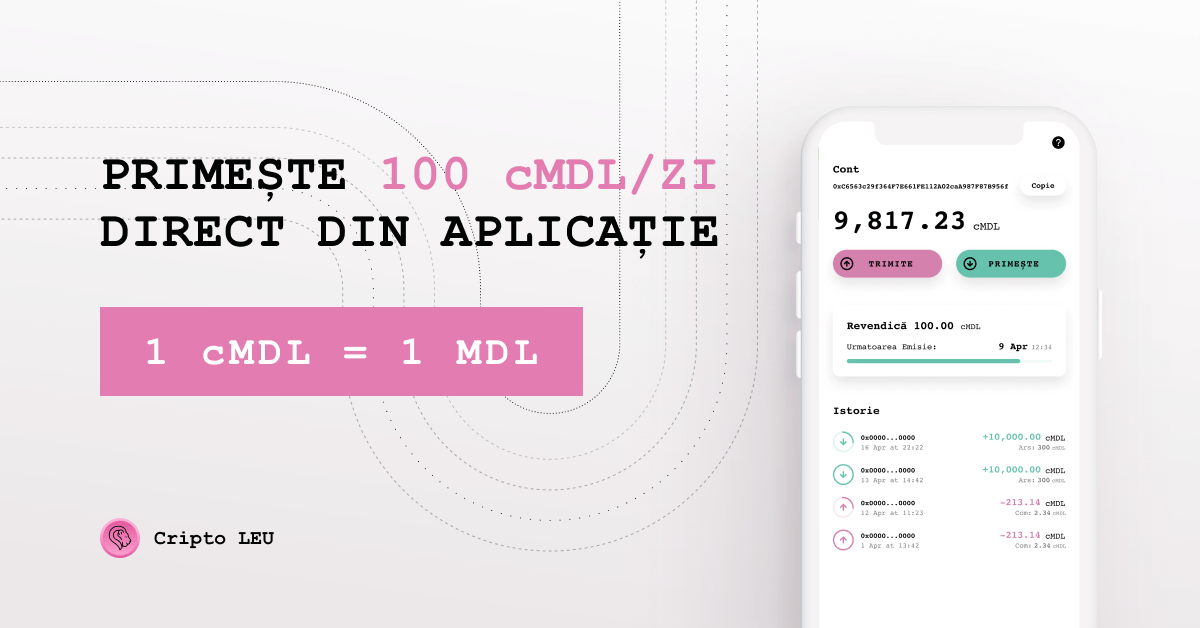 PRIMEȘTE 100 cMDL/ZI
DIRECT DIN APLICAȚIE
1 cMDL = 1 MDL
Cripto LEU
?
Cont
0xC6563c29f364F7E661FE112A02caA987F87B956f
Copie
9,817.23 cMDL
TRIMITE
PRIMEȘTE
Revendică 100.00 cMDL
Urmatoarea Emisie: 9 Apr 12:34
Istorie
0x0000...0000 +10,000.00 cMDL
16 Apr at 22:22 Ars: 300 cMDL
0x0000...0000 +10,000.00 cMDL
13 Apr at 14:42 Ars: 300 cMDL
0x0000...0000 -213.14 cMDL
12 Apr at 11:23 Com: 2.34 cMDL
0x0000...0000 -213.14 cMDL
1 Apr at 13:42 Com: 2.34 cMDL